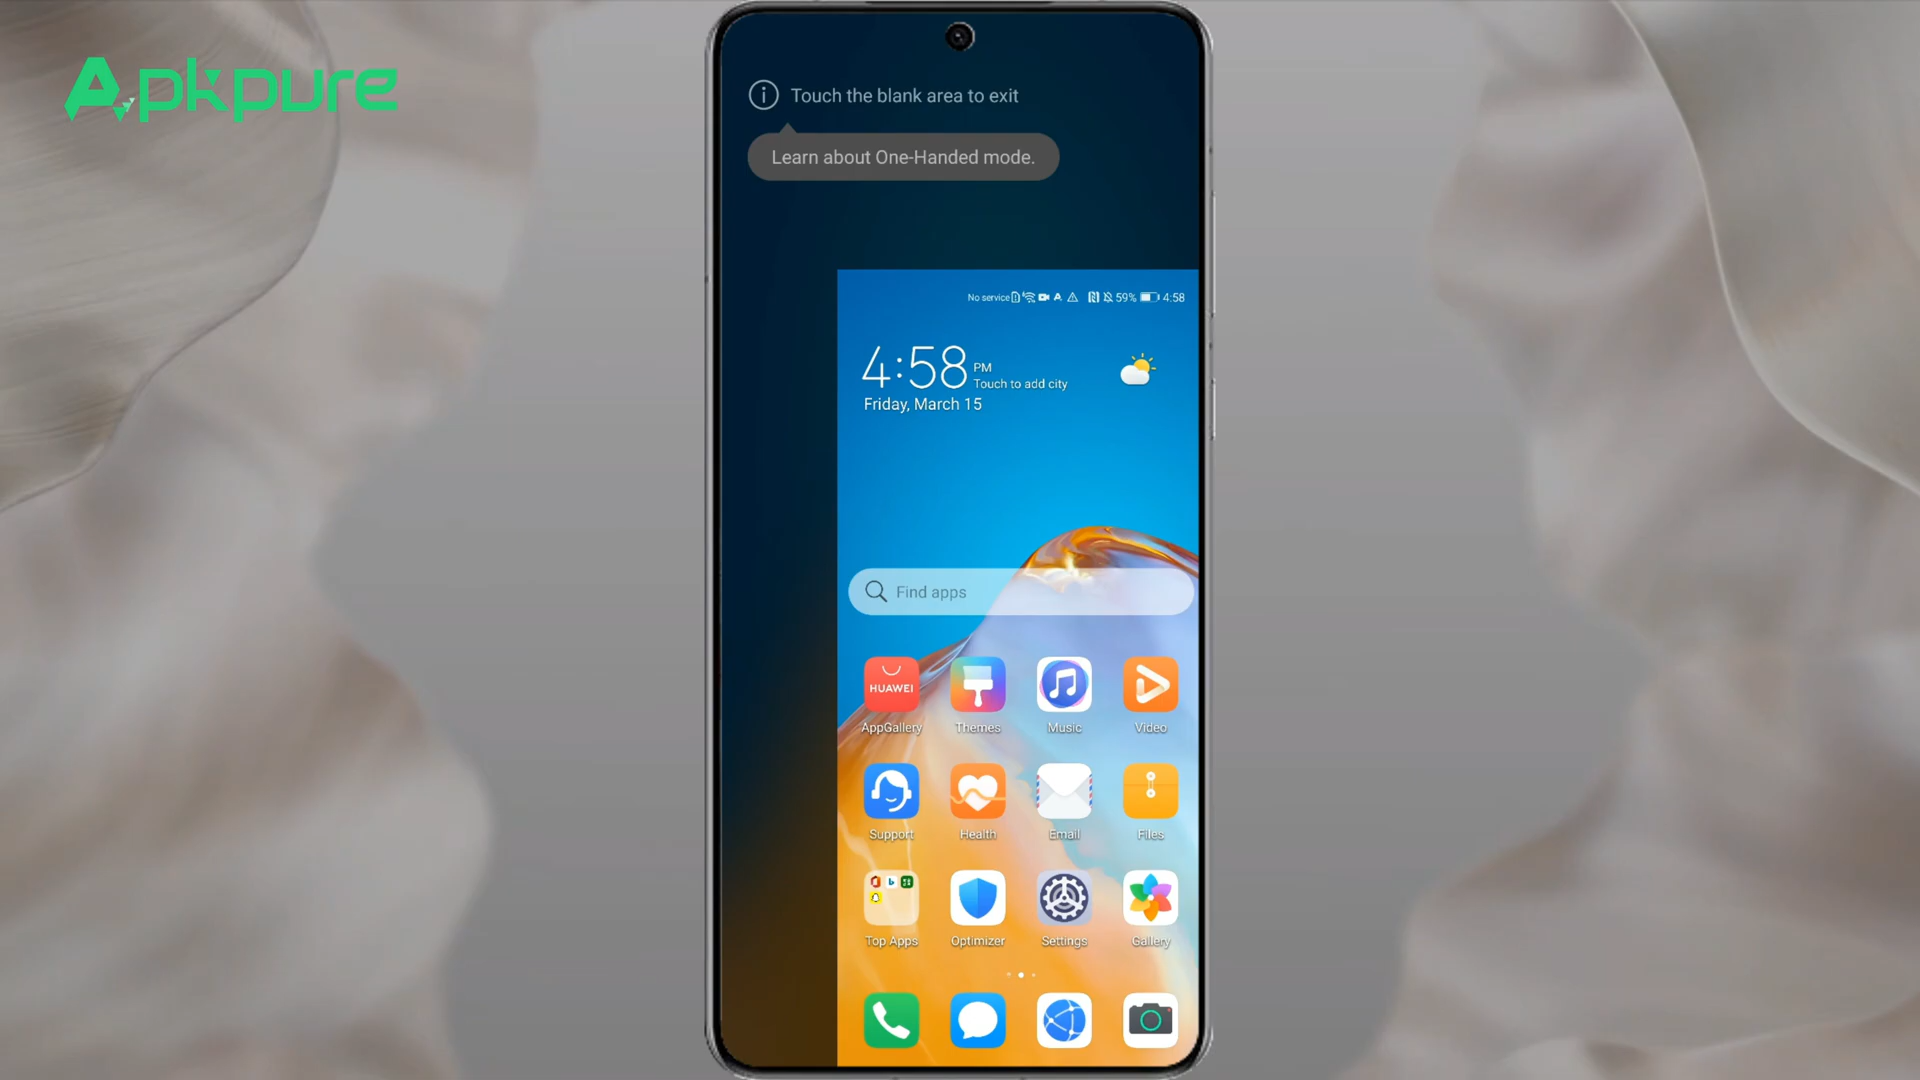 Apkpure
Touch the blank area to exit
Learn about One-Handed mode.
No service 59% 4:58
4:58 PM
Touch to add city
Friday, March 15
Find apps
HUAWEI
AppGallery Themes Music Video
Support Health Email Files
Top Apps Optimizer Settings Gallery